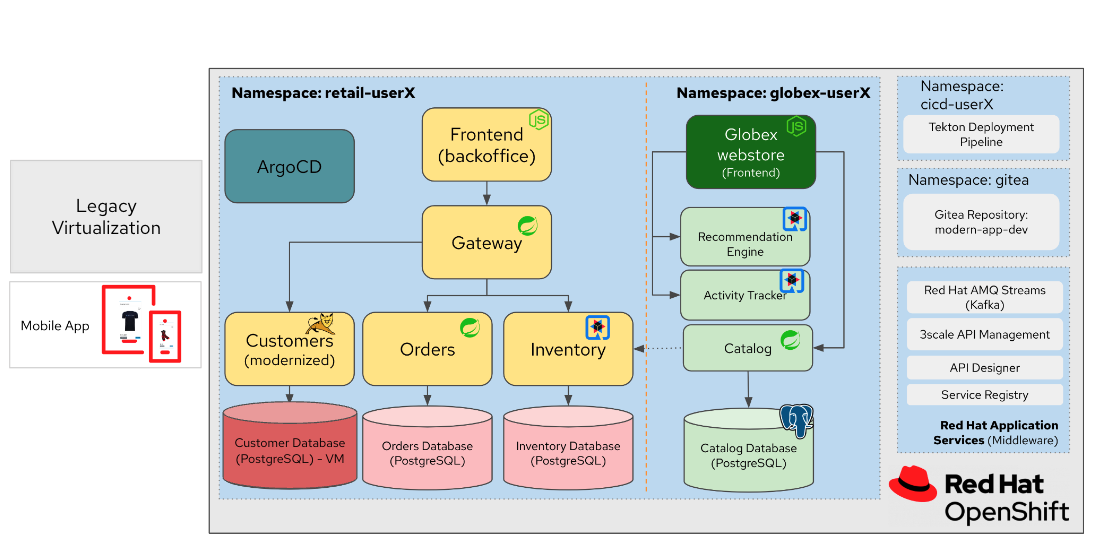 Namespace: retail-userX
Namespace: globex-userX
Namespace:
cicd-userX
Tekton Deployment
Pipeline
Namespace: gitea
Gitea Repository:
modern-app-dev
Legacy
Virtualization
Mobile App
ArgoCD
Frontend
(backoffice)
JS
Gateway
Customers
(modernized)
Orders
Inventory
Customer Database
(PostgreSQL) - VM
Orders Database
(PostgreSQL)
Inventory Database
(PostgreSQL)
Globex
webstore
(Frontend)
JS
Recommendation
Engine
Activity Tracker
Catalog
Catalog Database
(PostgreSQL)
Red Hat AMQ Streams
(Kafka)
3scale API Management
API Designer
Service Registry
Red Hat Application
Services (Middleware)
Red Hat
OpenShift